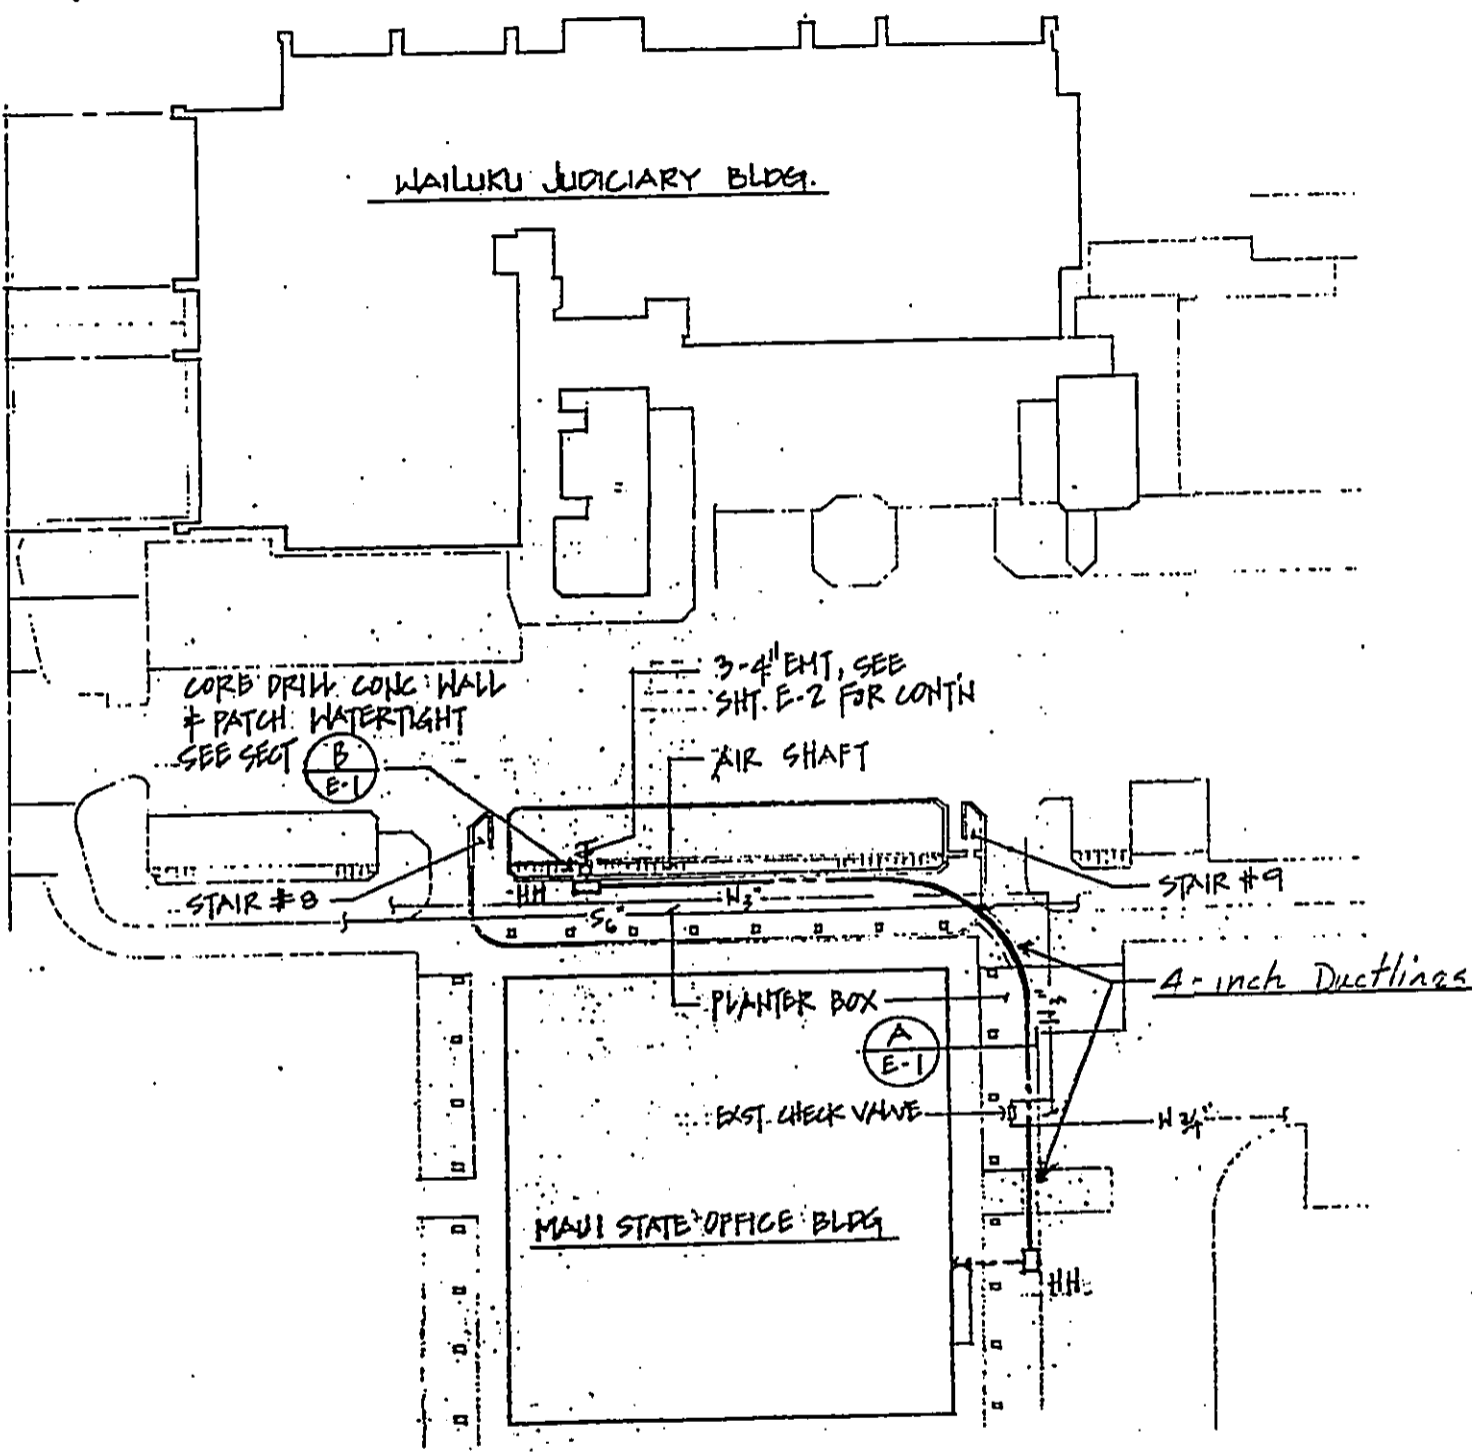 WAILUKU JUDICIARY BLDG.
3-4" EMT, SEE
SHT. E-2 FOR CONT'N
CORE DRILL CONC. WALL
& PATCH WATERTIGHT
SEE SECT
B
E-1
AIR SHAFT
STAIR #8
HH
W3"
S6"
STAIR #9
4-inch Ductlines
PLANTER BOX
W3"
A
E-1
EXST. CHECK VALVE
W 3/4"
MAUI STATE OFFICE BLDG
HH